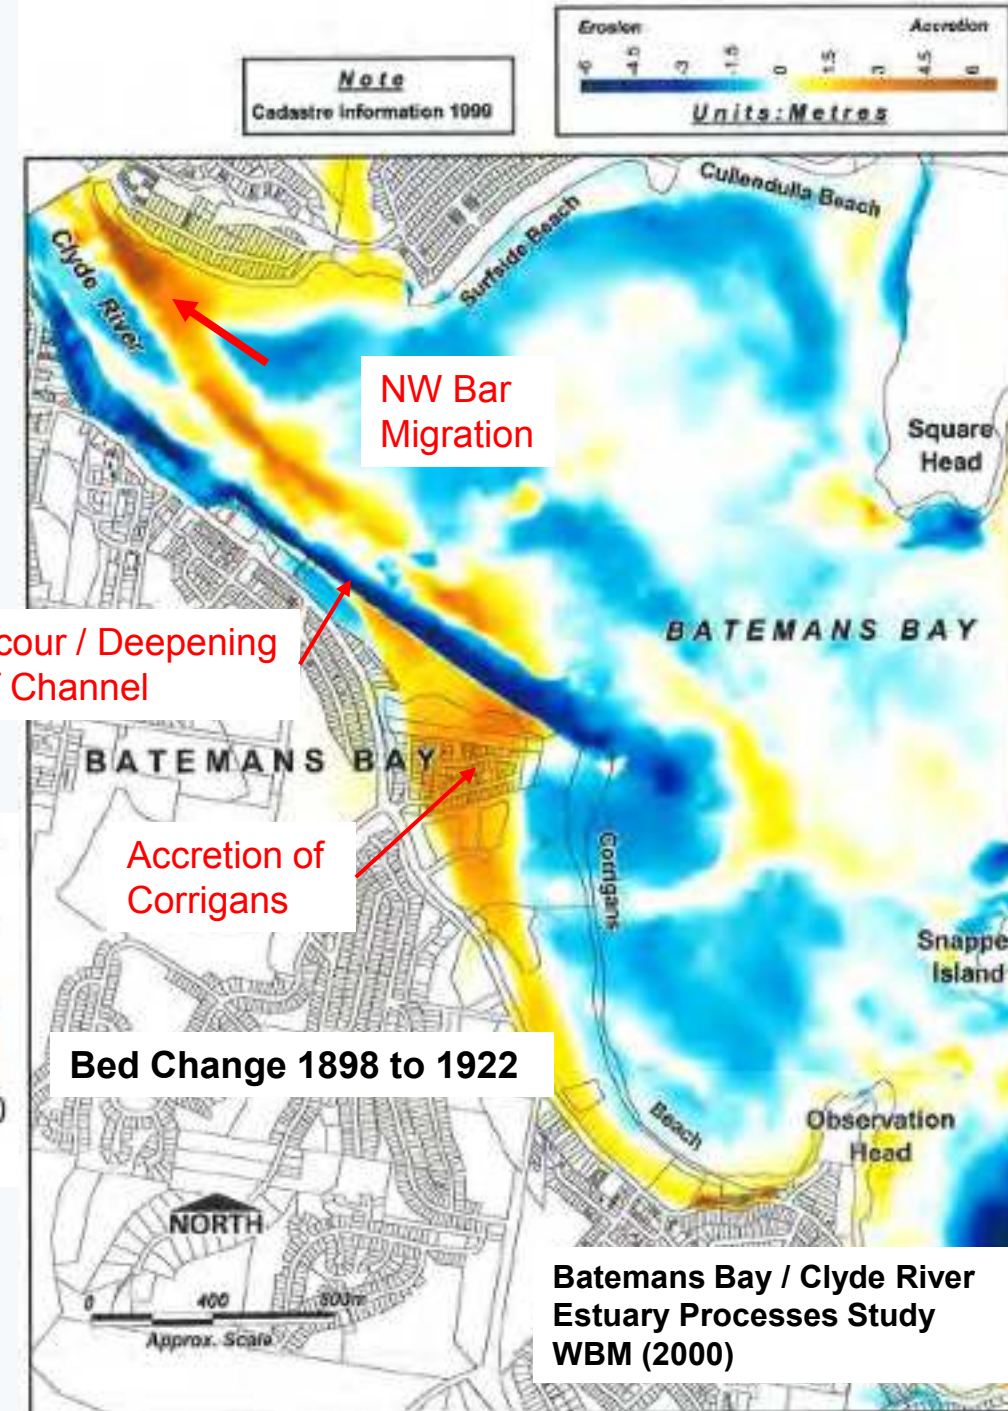 Erosion Accretion
-6 -4.5 -3 -1.5 0 1.5 3 4.5 6
Units: Metres
Note
Cadastre Information 1999
Cullendulla Beach
Surfside Beach
Clyde River
NW Bar
Migration
Square
Head
BATEMANS BAY
cour / Deepening
Channel
BATEMANS BAY
Accretion of
Corrigans
Corrigans
Beach
Snappe
Island
Bed Change 1898 to 1922
Observation
Head
NORTH
0 400 800m
Approx. Scale
Batemans Bay / Clyde River
Estuary Processes Study
WBM (2000)